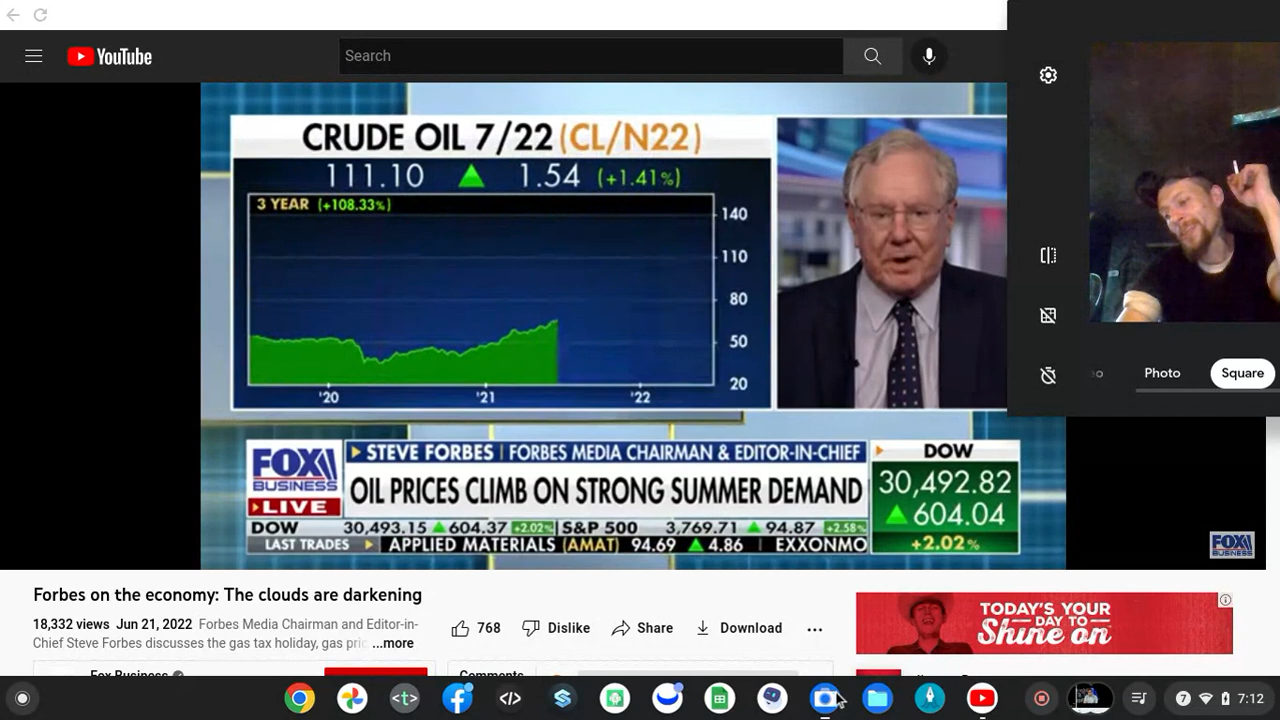 YouTube
Search
CRUDE OIL 7/22 (CL/N22)
111.10 1.54 (+1.41%)
3 YEAR (+108.33%)
140
110
80
50
20
'20 '21 '22
Photo Square
FOX BUSINESS
LIVE
STEVE FORBES | FORBES MEDIA CHAIRMAN & EDITOR-IN-CHIEF
OIL PRICES CLIMB ON STRONG SUMMER DEMAND
DOW
30,492.82
604.04
+2.02%
DOW 30,493.15 604.37 +2.02% S&P 500 3,769.71 94.87 +2.58%
LAST TRADES APPLIED MATERIALS (AMAT) 94.69 4.86 EXXONMO
FOX BUSINESS
Forbes on the economy: The clouds are darkening
18,332 views Jun 21, 2022 Forbes Media Chairman and Editor-in-
Chief Steve Forbes discusses the gas tax holiday, gas pric ...more
768 Dislike Share Download
TODAY'S YOUR
DAY TO
Shine on
Fox Business
Comments
7 7:12